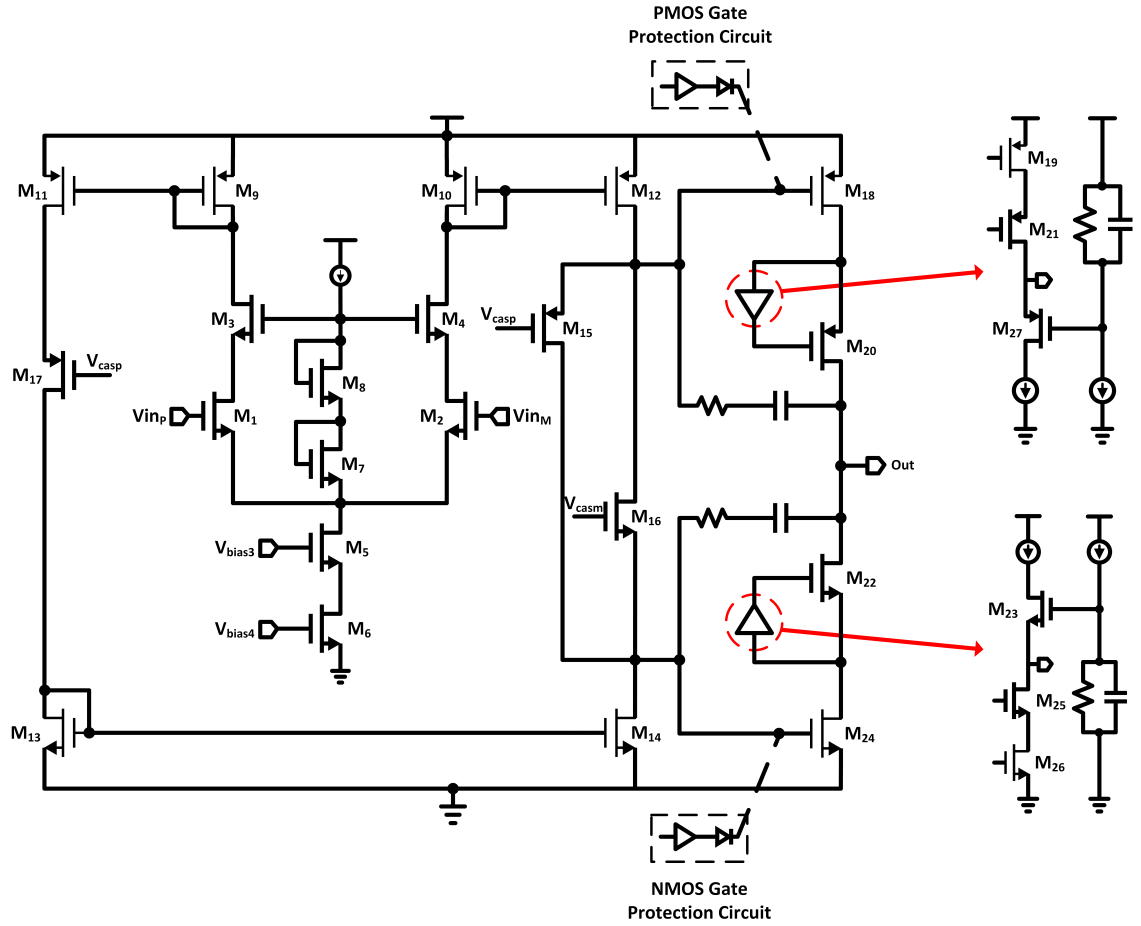 PMOS Gate
Protection Circuit
M11
M9
M10
M12
M18
M19
M21
M27
M3
M4
Vcasp
M15
M20
M17
Vcasp
M8
VinP
M1
M2
VinM
M7
Out
Vcasm
M16
Vbias3
M5
M22
M23
Vbias4
M6
M25
M13
M14
M24
M26
NMOS Gate
Protection Circuit